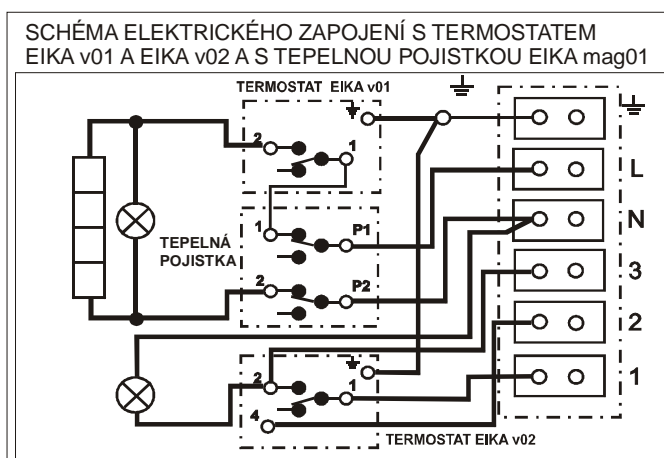 SCHÉMA ELEKTRICKÉHO ZAPOJENÍ S TERMOSTATEM
EIKA v01 A EIKA v02 A S TEPELNOU POJISTKOU EIKA mag01
TERMOSTAT EIKA v01
2
1
L
1
P1
TEPELNÁ
POJISTKA
N
2
P2
3
2
2
1
4
1
TERMOSTAT EIKA v02